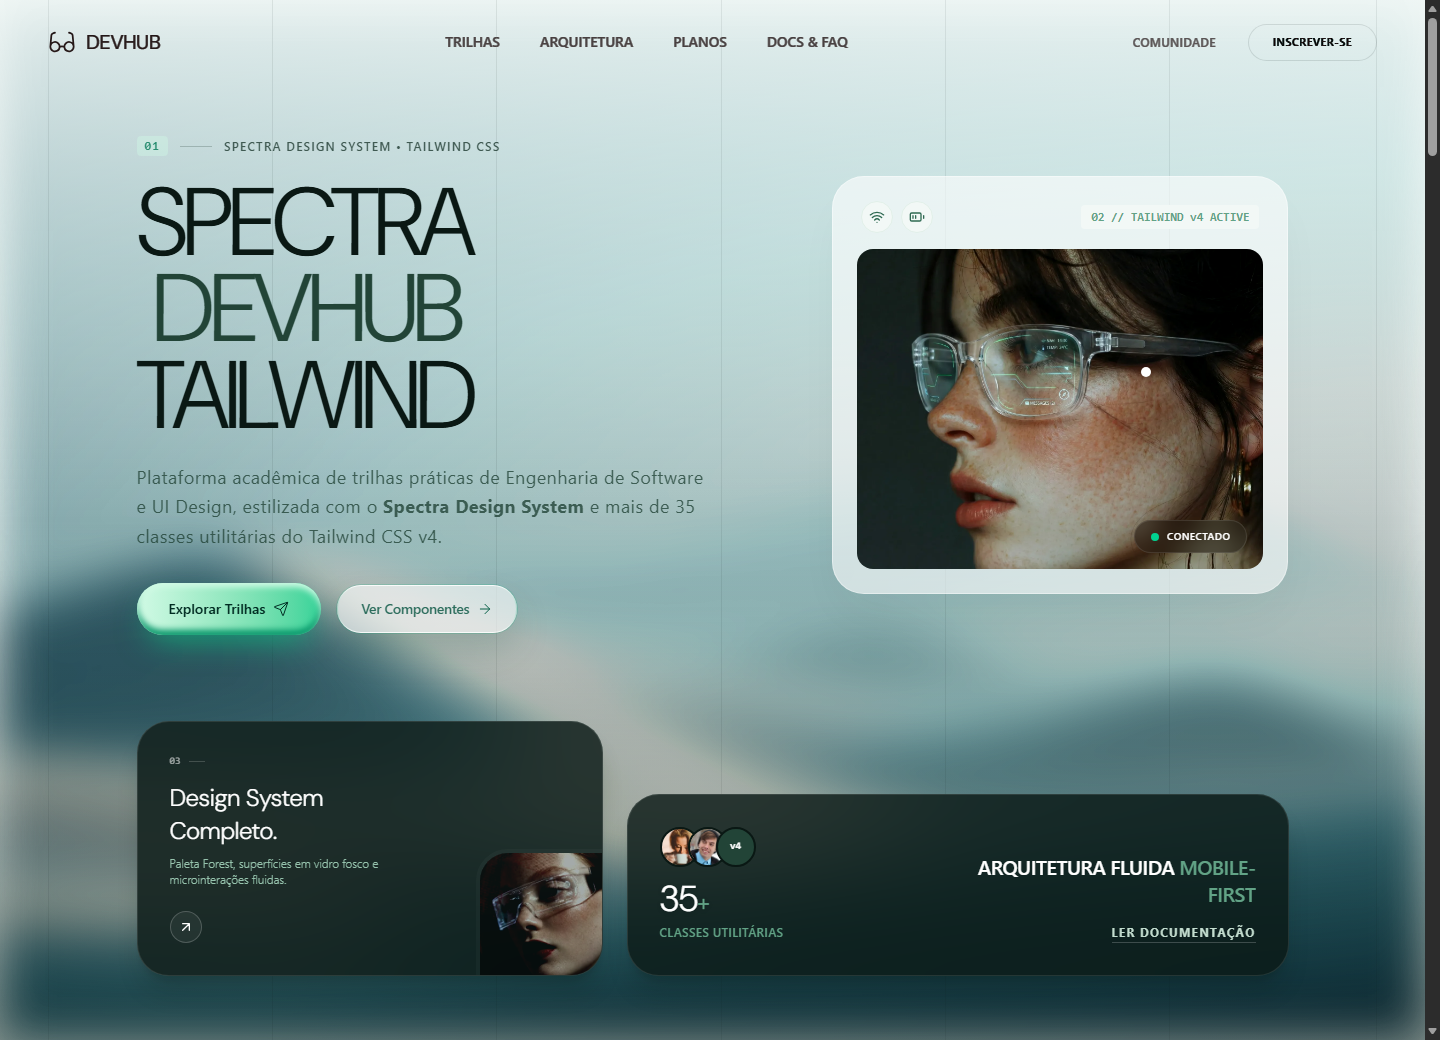 DEVHUB
TRILHAS
ARQUITETURA
PLANOS
DOCS & FAQ
COMUNIDADE
INSCREVER-SE
01
SPECTRA DESIGN SYSTEM • TAILWIND CSS
SPECTRA
DEVHUB
TAILWIND
Plataforma acadêmica de trilhas práticas de Engenharia de Software
e UI Design, estilizada com o Spectra Design System e mais de 35
classes utilitárias do Tailwind CSS v4.
Explorar Trilhas
Ver Componentes
02 // TAILWIND v4 ACTIVE
CONECTADO
03
Design System
Completo.
Paleta Forest, superfícies em vidro fosco e
microinterações fluidas.
v4
35+
CLASSES UTILITÁRIAS
ARQUITETURA FLUIDA MOBILE-
FIRST
LER DOCUMENTAÇÃO